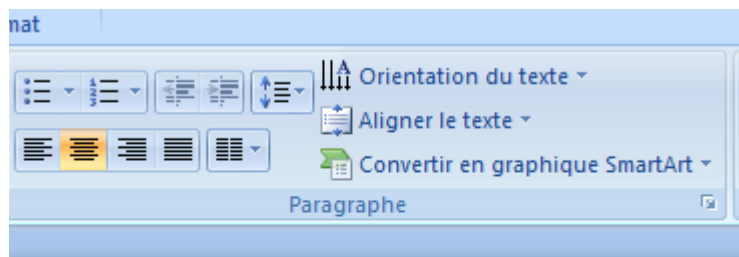 mat
Orientation du texte
Aligner le texte
Convertir en graphique SmartArt
Paragraphe